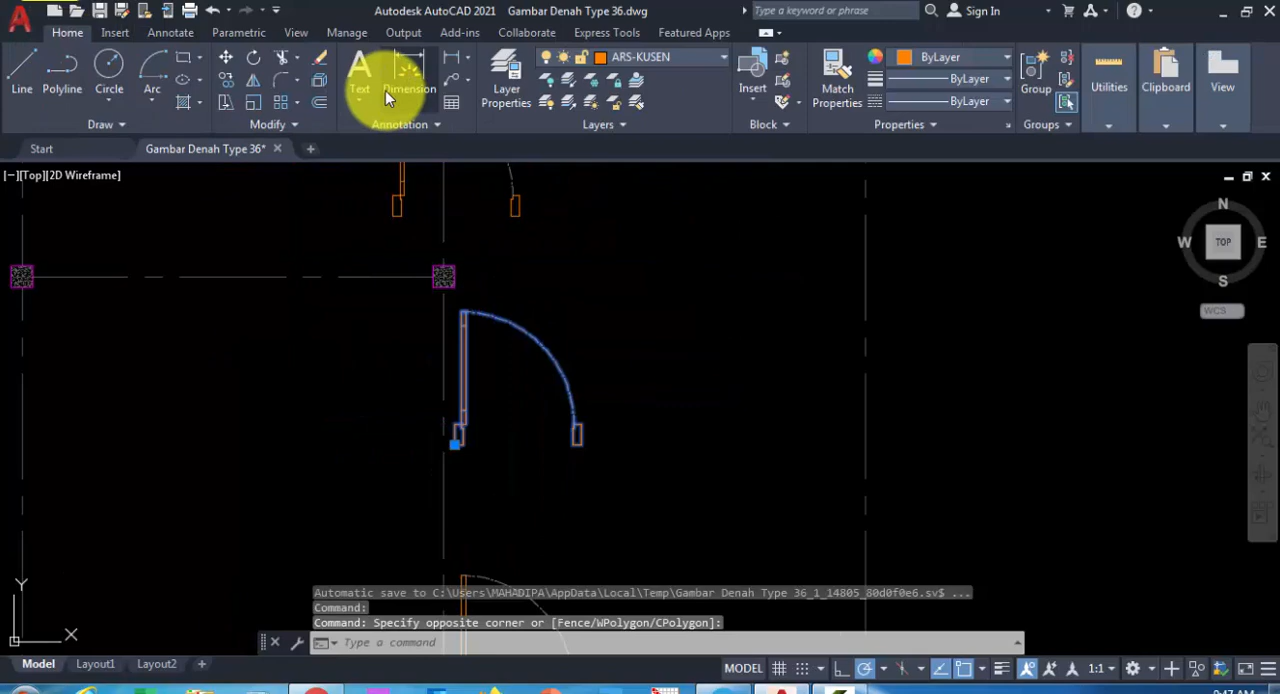 Autodesk AutoCAD 2021 Gambar Denah Type 36.dwg
Type a keyword or phrase
Sign In
Home Insert Annotate Parametric View Manage Output Add-ins Collaborate Express Tools Featured Apps
Line Polyline Circle Arc
Text Dimension
Layer Properties
ARS-KUSEN
Insert
Match Properties
ByLayer
ByLayer
ByLayer
Group Utilities Clipboard View
Draw Modify Annotation Layers Block Properties Groups
Start Gambar Denah Type 36*
[−][Top][2D Wireframe]
N
W TOP E
S
WCS
Y
X
Automatic save to C:\Users\MAHADIPA\AppData\Local\Temp\Gambar Denah Type 36_1_14805_80d0f0e6.sv$ ...
Command:
Command: Specify opposite corner or [Fence/WPolygon/CPolygon]:
Type a command
Model Layout1 Layout2
MODEL
1:1